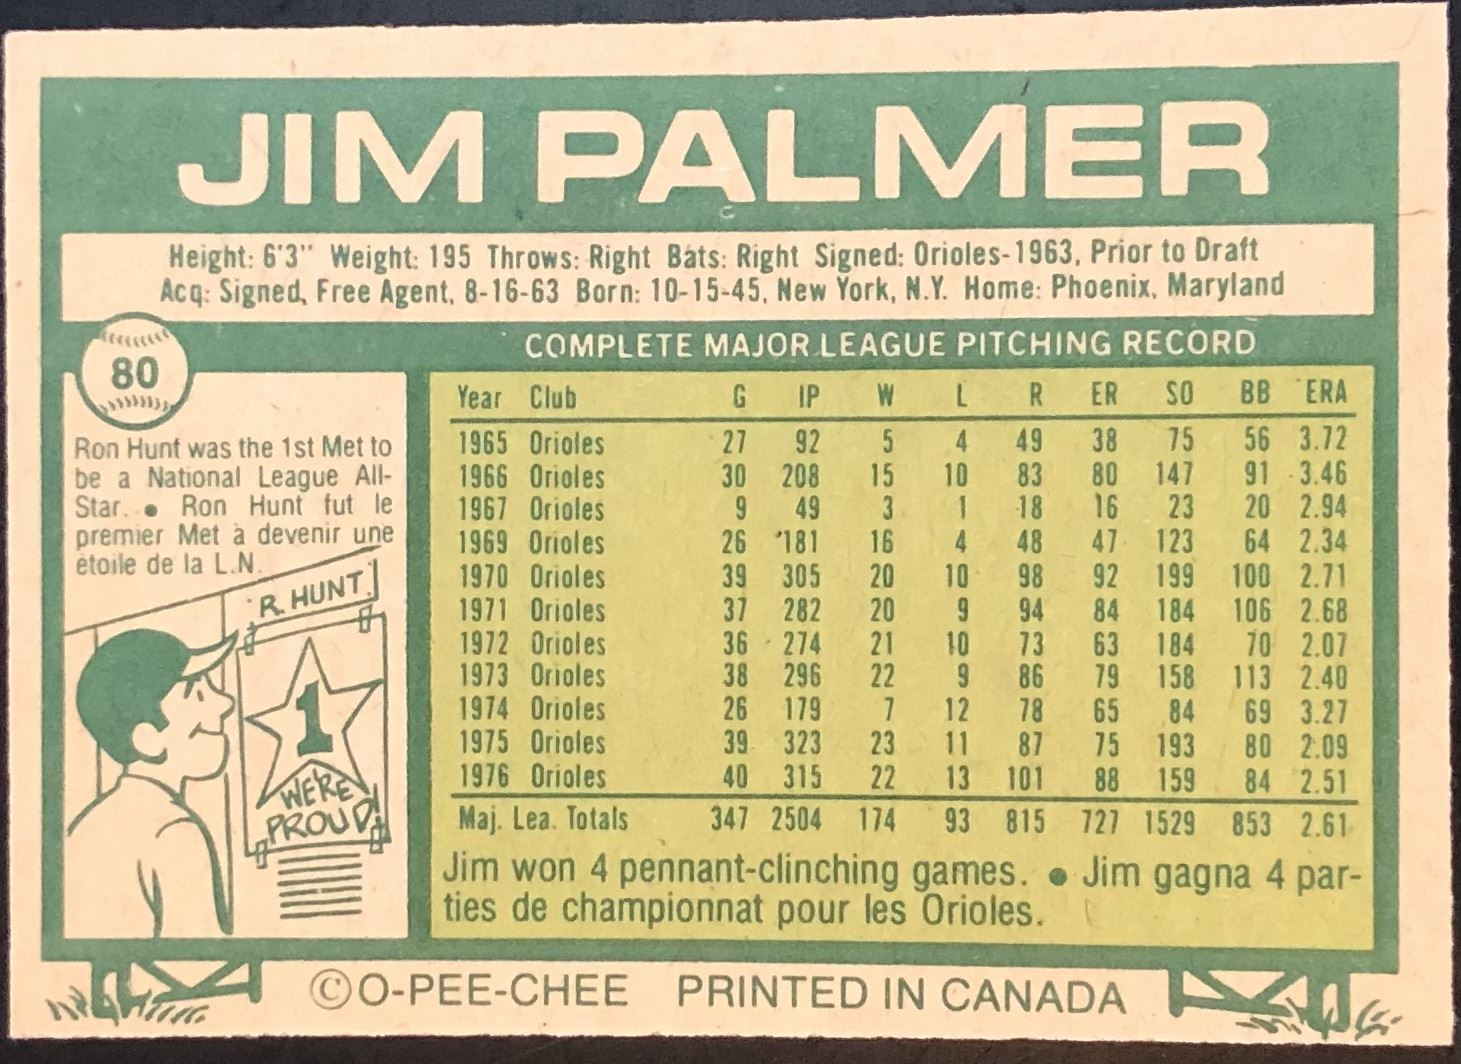 JIM PALMER
Height: 6'3" Weight: 195 Throws: Right Bats: Right Signed: Orioles-1963, Prior to Draft
Acq: Signed, Free Agent, 8-16-63 Born: 10-15-45, New York, N.Y. Home: Phoenix, Maryland
80
Ron Hunt was the 1st Met to
be a National League All-
Star. ● Ron Hunt fut le
premier Met à devenir une
étoile de la L.N.
R. HUNT
1
WE'RE
PROUD!
COMPLETE MAJOR LEAGUE PITCHING RECORD
Year Club G IP W L R ER SO BB ERA
1965 Orioles 27 92 5 4 49 38 75 56 3.72
1966 Orioles 30 208 15 10 83 80 147 91 3.46
1967 Orioles 9 49 3 1 18 16 23 20 2.94
1969 Orioles 26 181 16 4 48 47 123 64 2.34
1970 Orioles 39 305 20 10 98 92 199 100 2.71
1971 Orioles 37 282 20 9 94 84 184 106 2.68
1972 Orioles 36 274 21 10 73 63 184 70 2.07
1973 Orioles 38 296 22 9 86 79 158 113 2.40
1974 Orioles 26 179 7 12 78 65 84 69 3.27
1975 Orioles 39 323 23 11 87 75 193 80 2.09
1976 Orioles 40 315 22 13 101 88 159 84 2.51
Maj. Lea. Totals 347 2504 174 93 815 727 1529 853 2.61
Jim won 4 pennant-clinching games. ● Jim gagna 4 par-
ties de championnat pour les Orioles.
©O-PEE-CHEE PRINTED IN CANADA